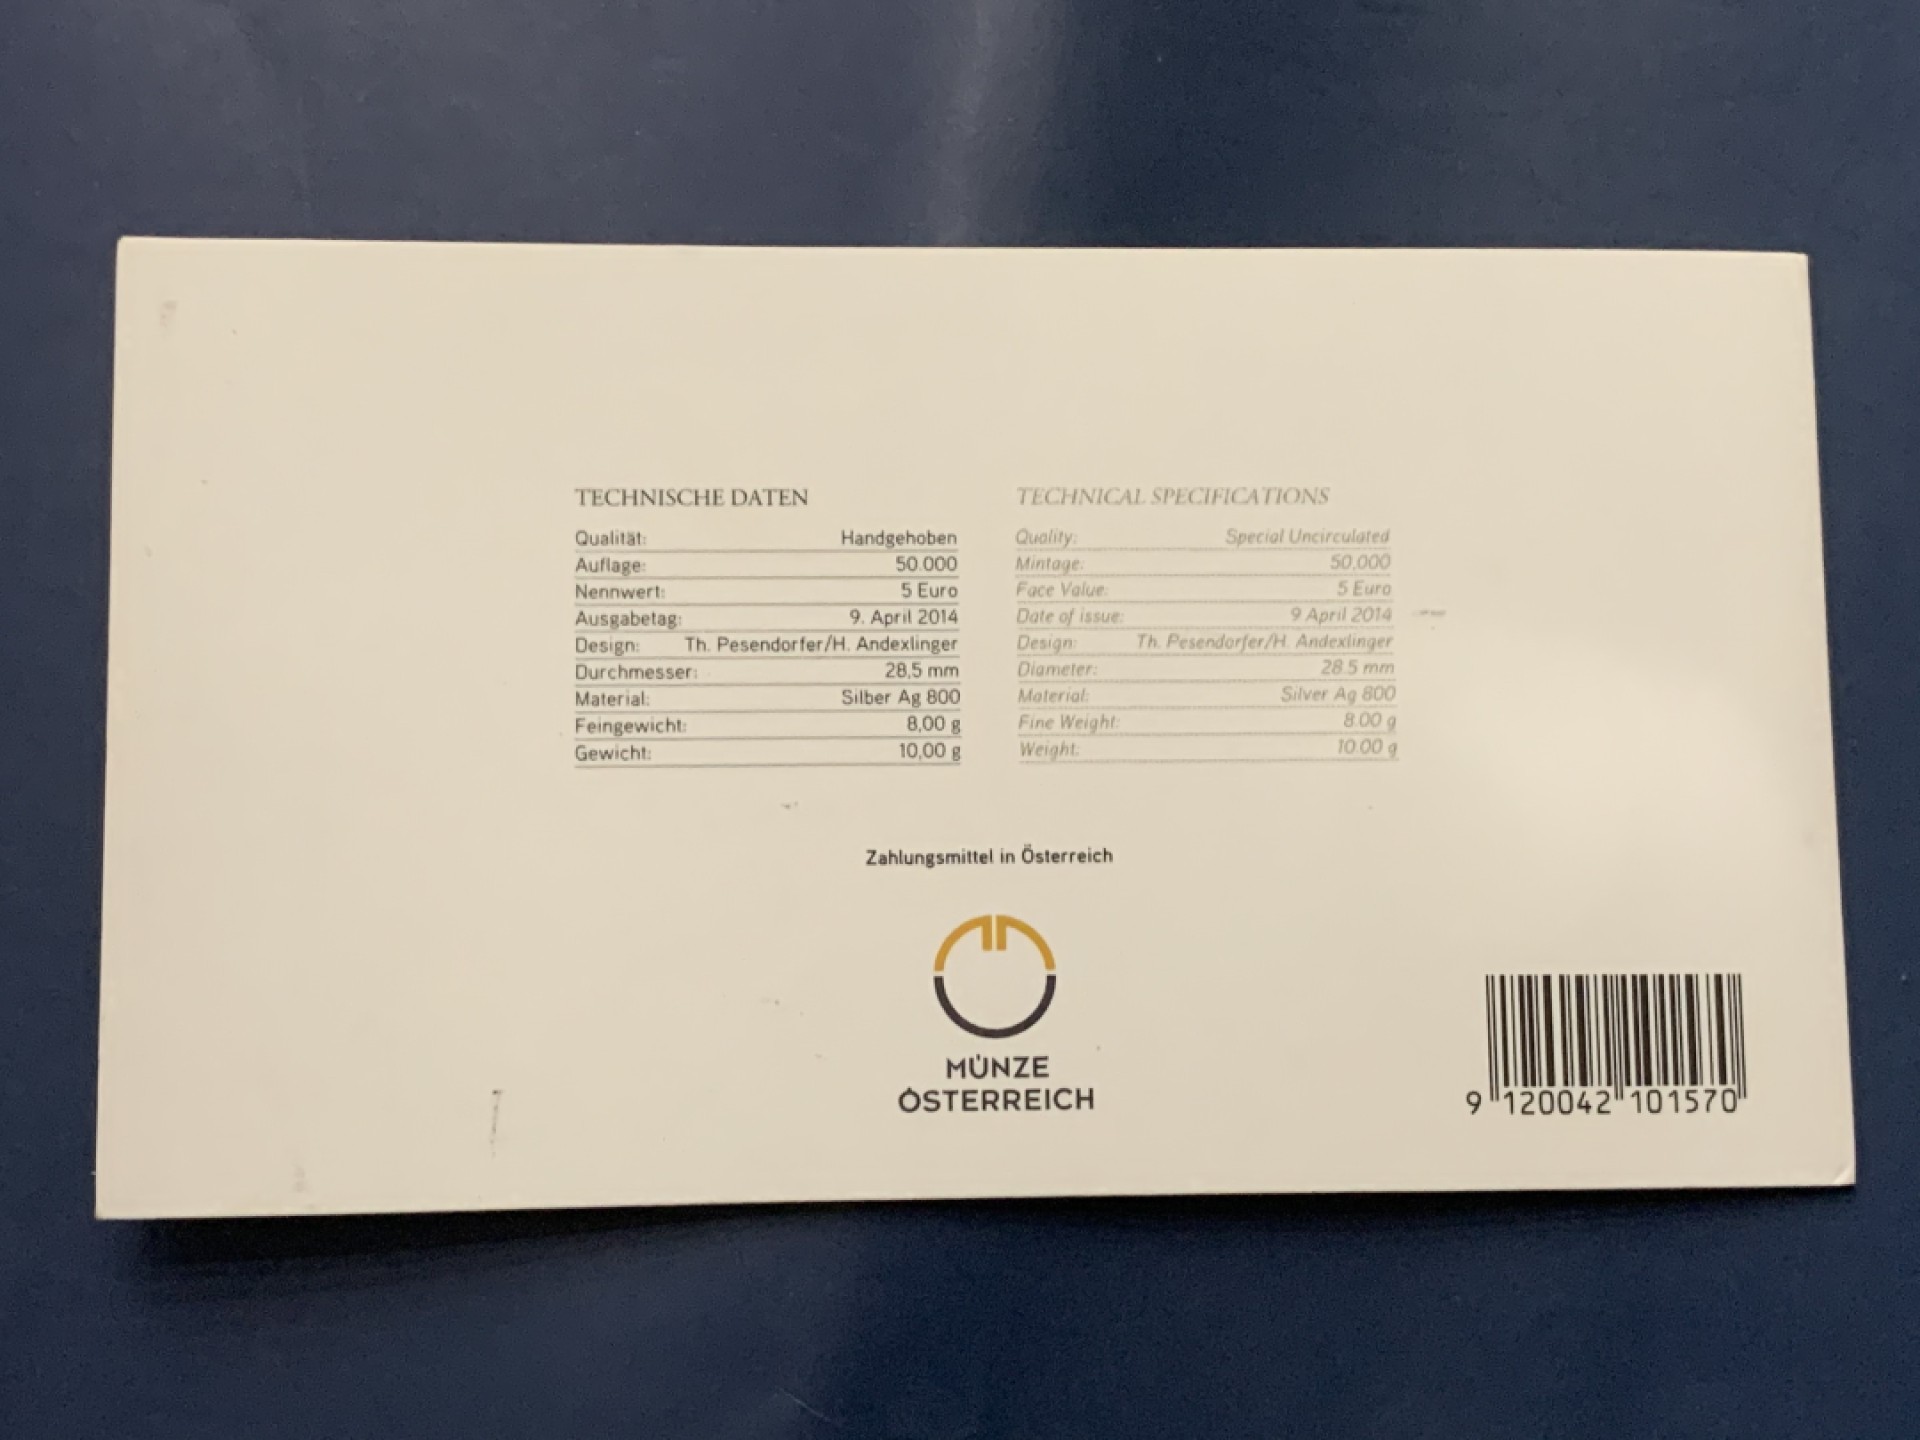 TECHNISCHE DATEN
Qualität: Handgehoben
Auflage: 50.000
Nennwert: 5 Euro
Ausgabetag: 9. April 2014
Design: Th. Pesendorfer/H. Andexlinger
Durchmesser: 28,5 mm
Material: Silber Ag 800
Feingewicht: 8,00 g
Gewicht: 10,00 g
TECHNICAL SPECIFICATIONS
Quality: Special Uncirculated
Mintage: 50,000
Face Value: 5 Euro
Date of issue: 9 April 2014
Design: Th. Pesendorfer/H. Andexlinger
Diameter: 28.5 mm
Material: Silver Ag 800
Fine Weight: 8.00 g
Weight: 10.00 g
Zahlungsmittel in Österreich
MÜNZE
ÖSTERREICH
9 120042 101570